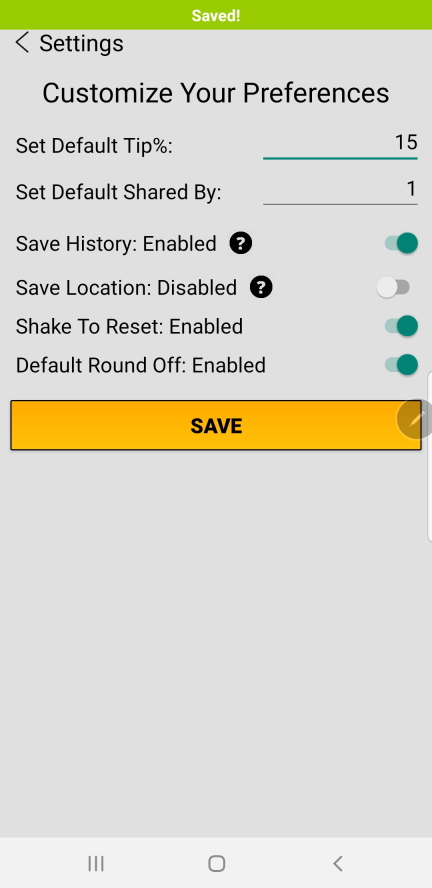 Saved!
Settings
Customize Your Preferences
Set Default Tip%: 15
Set Default Shared By: 1
Save History: Enabled ?
Save Location: Disabled ?
Shake To Reset: Enabled
Default Round Off: Enabled
SAVE